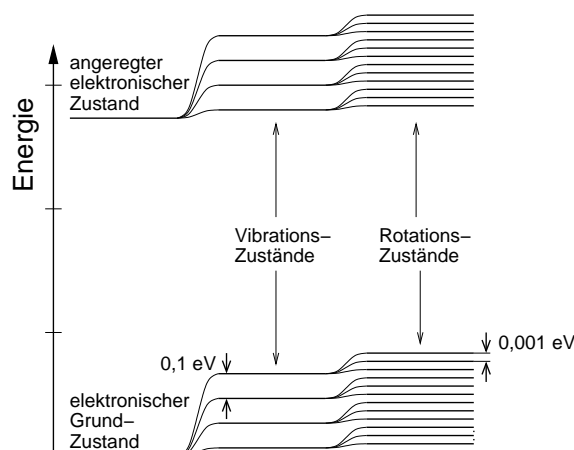 Energie
angeregter
elektronischer
Zustand
Vibrations–
Zustände
Rotations–
Zustände
0,1 eV
0,001 eV
elektronischer
Grund–
Zustand